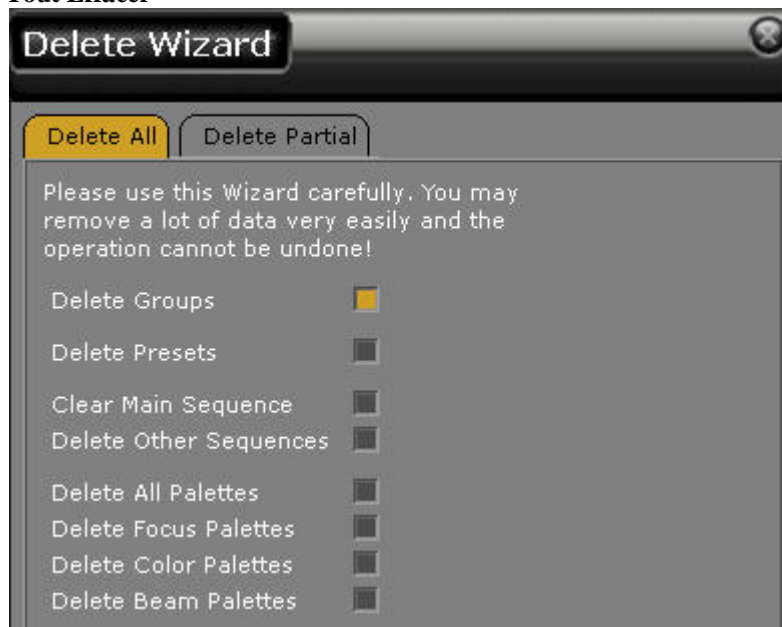 Tout Effacer
Delete Wizard
Delete All
Delete Partial
Please use this Wizard carefully. You may
remove a lot of data very easily and the
operation cannot be undone!
Delete Groups
Delete Presets
Clear Main Sequence
Delete Other Sequences
Delete All Palettes
Delete Focus Palettes
Delete Color Palettes
Delete Beam Palettes